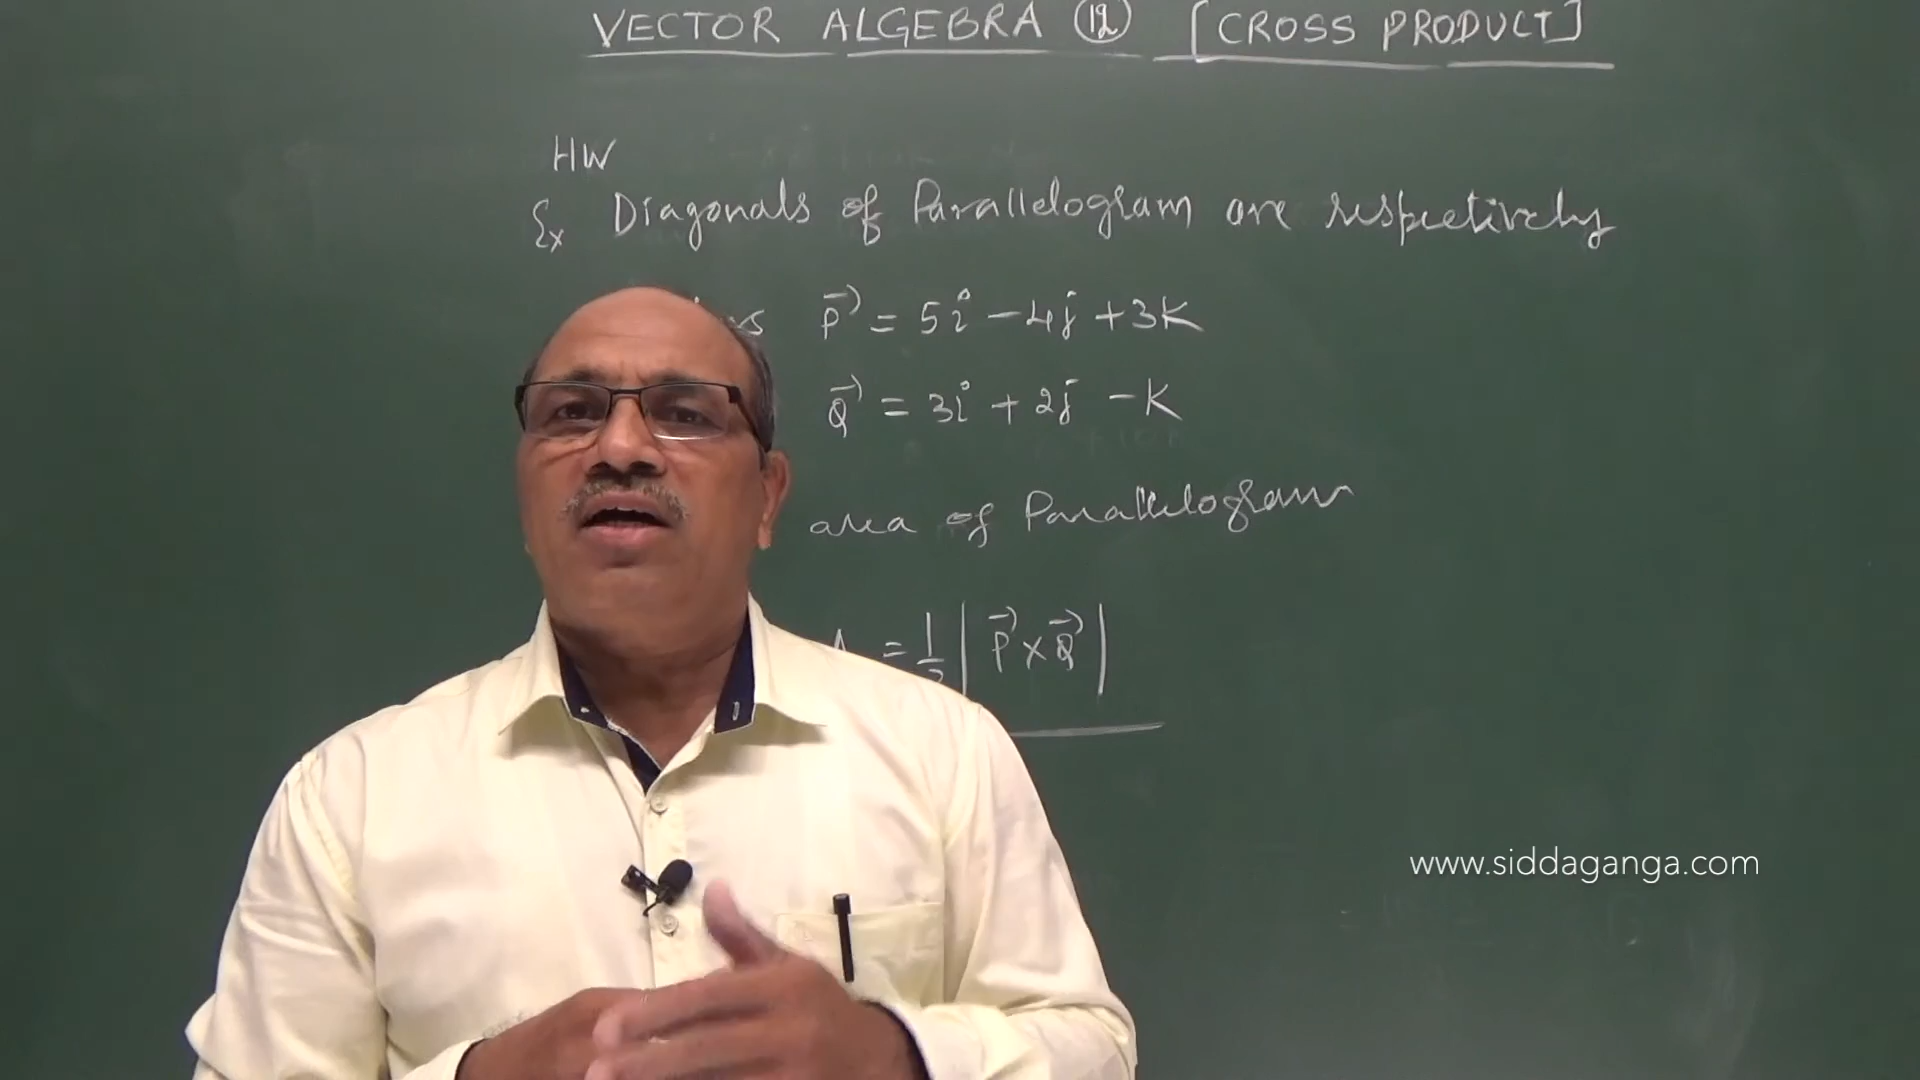 VECTOR ALGEBRA 12 [CROSS PRODUCT]
HW
Ex Diagonals of Parallelogram are respectively
P⃗ = 5i - 4j + 3K
Q⃗ = 3i + 2j - K
area of Parallelogram
= 1/2 | P⃗ x Q⃗ |
www.siddaganga.com